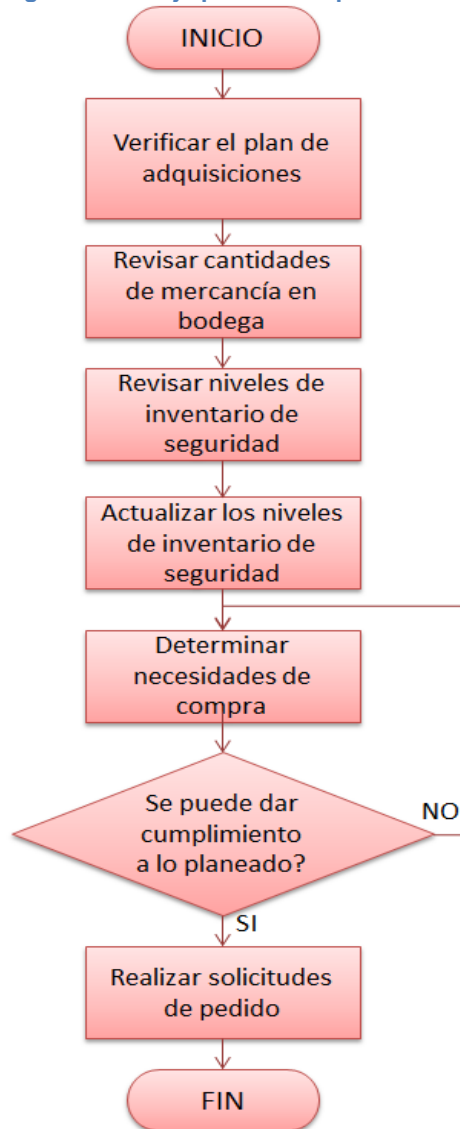 INICIO
Verificar el plan de
adquisiciones
Revisar cantidades
de mercancía en
bodega
Revisar niveles de
inventario de
seguridad
Actualizar los niveles
de inventario de
seguridad
Determinar
necesidades de
compra
Se puede dar
cumplimiento
a lo planeado?
NO
SI
Realizar solicitudes
de pedido
FIN